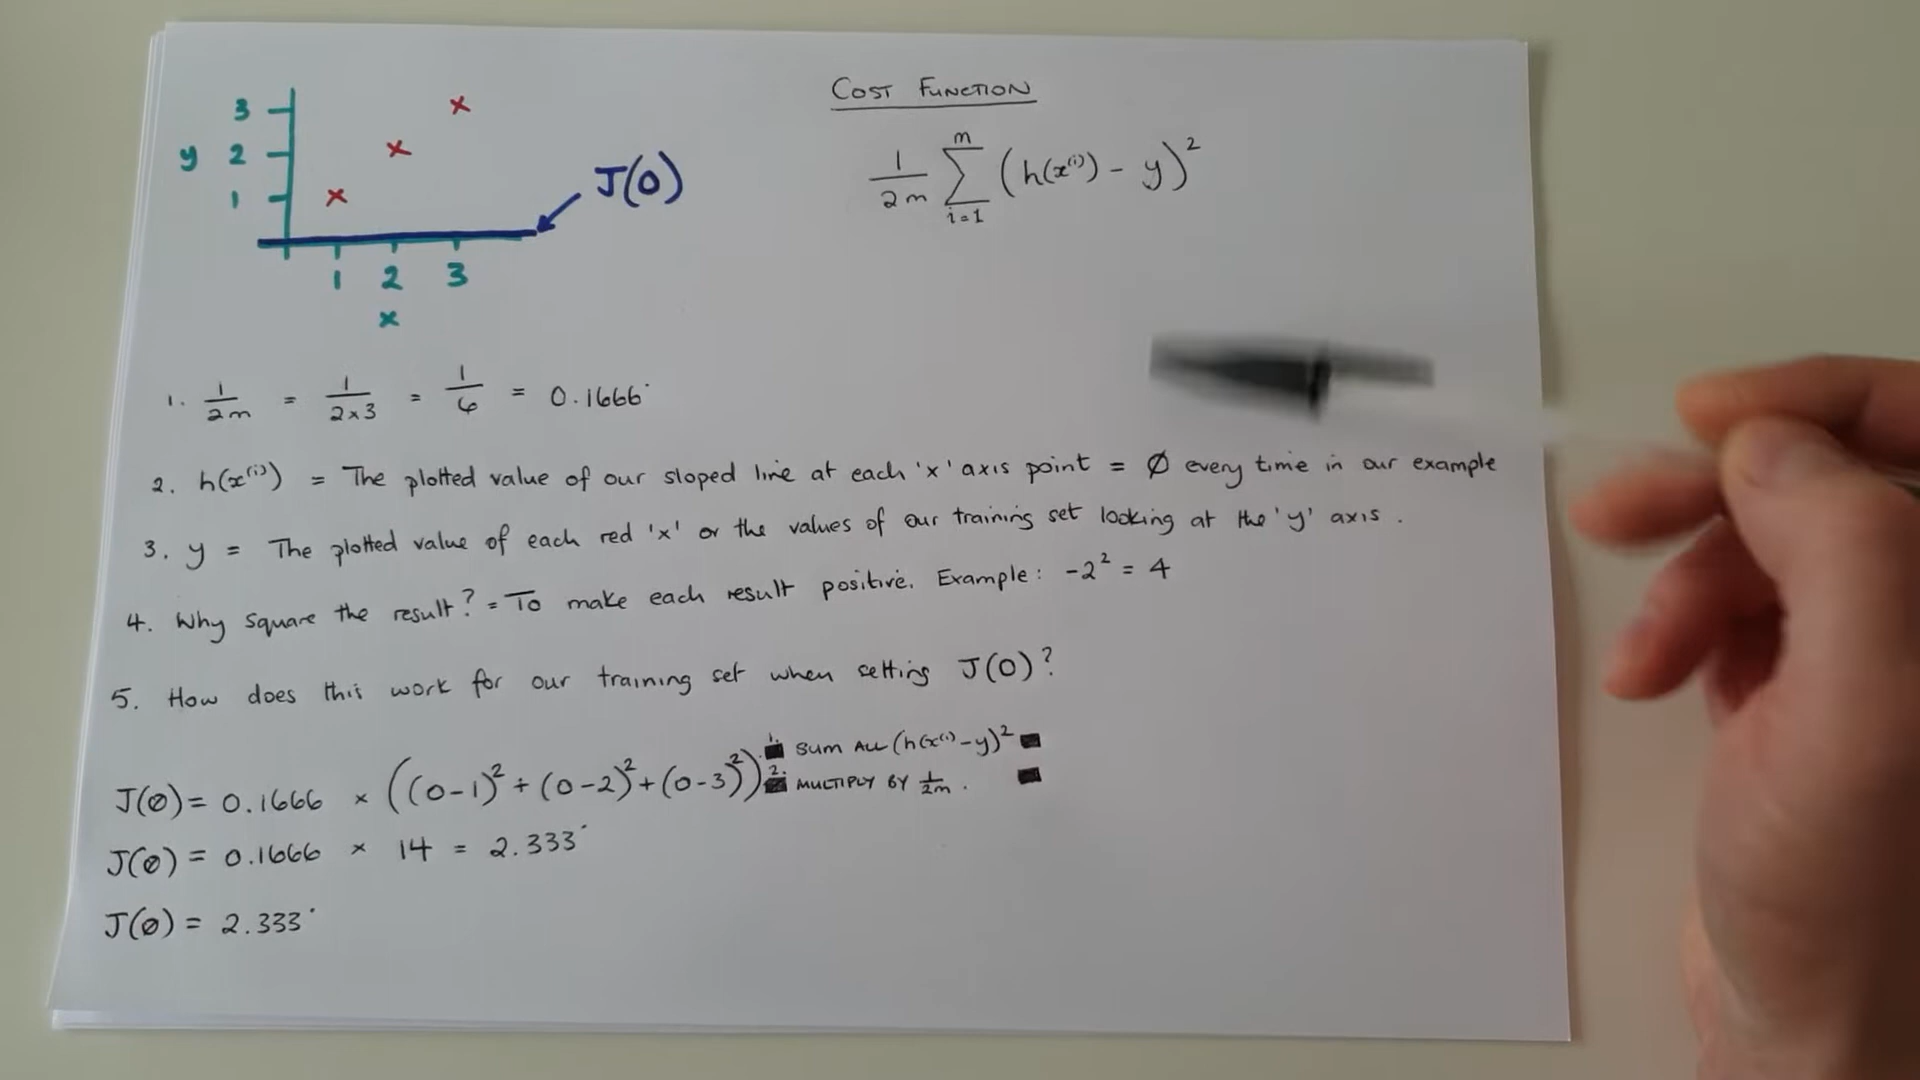 COST FUNCTION
1/2m m ∑ i=1 (h(x⁽ⁱ⁾) - y)²
3
y 2
1
J(0)
1 2 3
x
1. 1/2m = 1/2x3 = 1/6 = 0.1666˙
2. h(x⁽ⁱ⁾) = The plotted value of our sloped line at each 'x' axis point = Ø every time in our example
3. y = The plotted value of each red 'x' or the values of our training set looking at the 'y' axis.
4. Why square the result? = To make each result positive. Example: -2² = 4
5. How does this work for our training set when setting J(0)?
J(Ø) = 0.1666 × ((0-1)² + (0-2)² + (0-3)²)
1. SUM ALL (h(x⁽ⁱ⁾ - y)²
2. MULTIPLY BY 1/2m.
J(Ø) = 0.1666 × 14 = 2.333˙
J(Ø) = 2.333˙